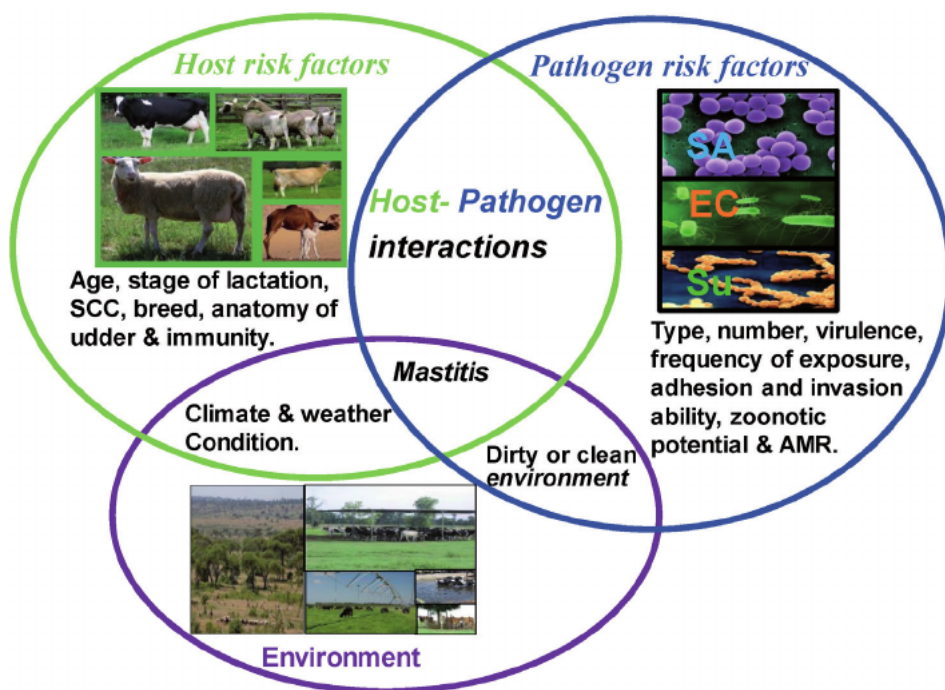 Host risk factors
Pathogen risk factors
SA
EC
Su
Host- Pathogen
interactions
Age, stage of lactation,
SCC, breed, anatomy of
udder & immunity.
Type, number, virulence,
frequency of exposure,
adhesion and invasion
ability, zoonotic
potential & AMR.
Mastitis
Climate & weather
Condition.
Dirty or clean
environment
Environment